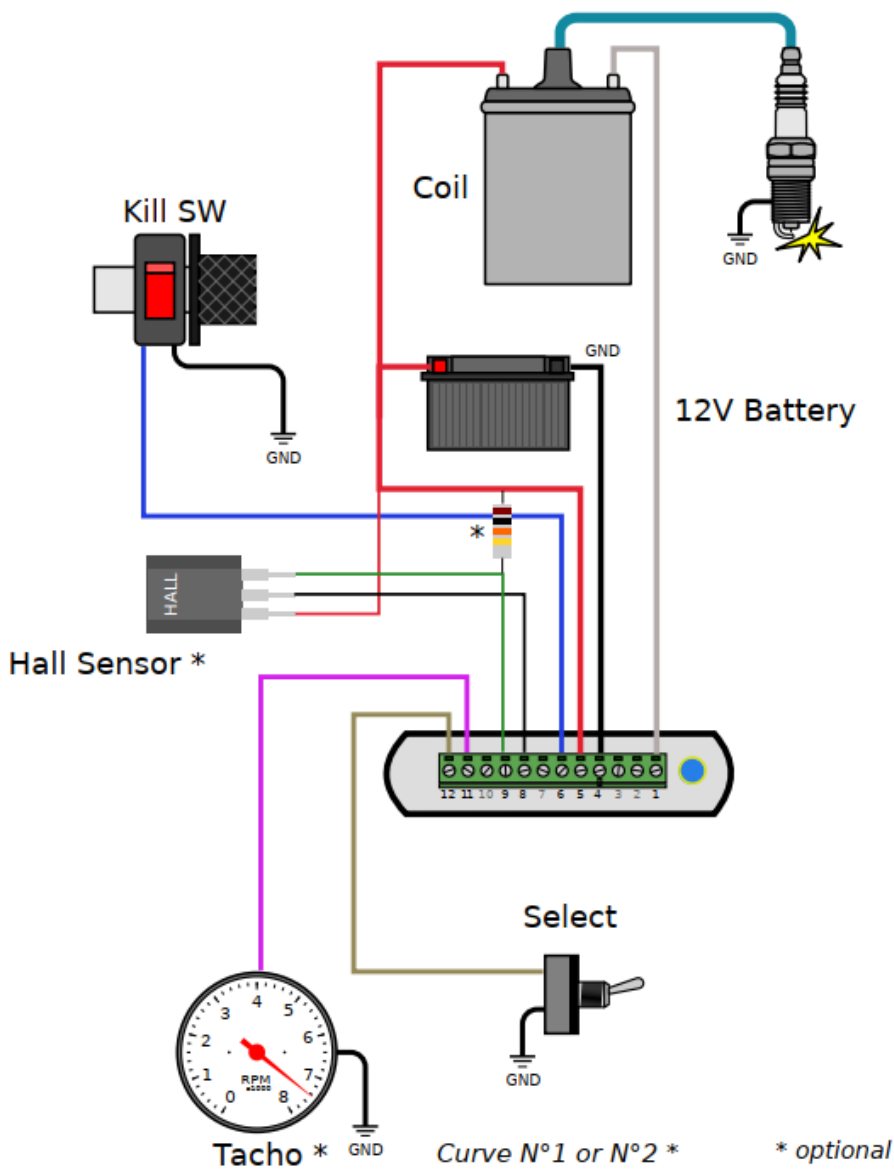 Coil
Kill SW
GND
GND
12V Battery
GND
*
HALL
Hall Sensor *
12 11 10 9 8 7 6 5 4 3 2 1
Select
0 1 2 3 4 5 6 7 8
RPM
x1000
GND
GND
Tacho *
Curve N°1 or N°2 *
* optional